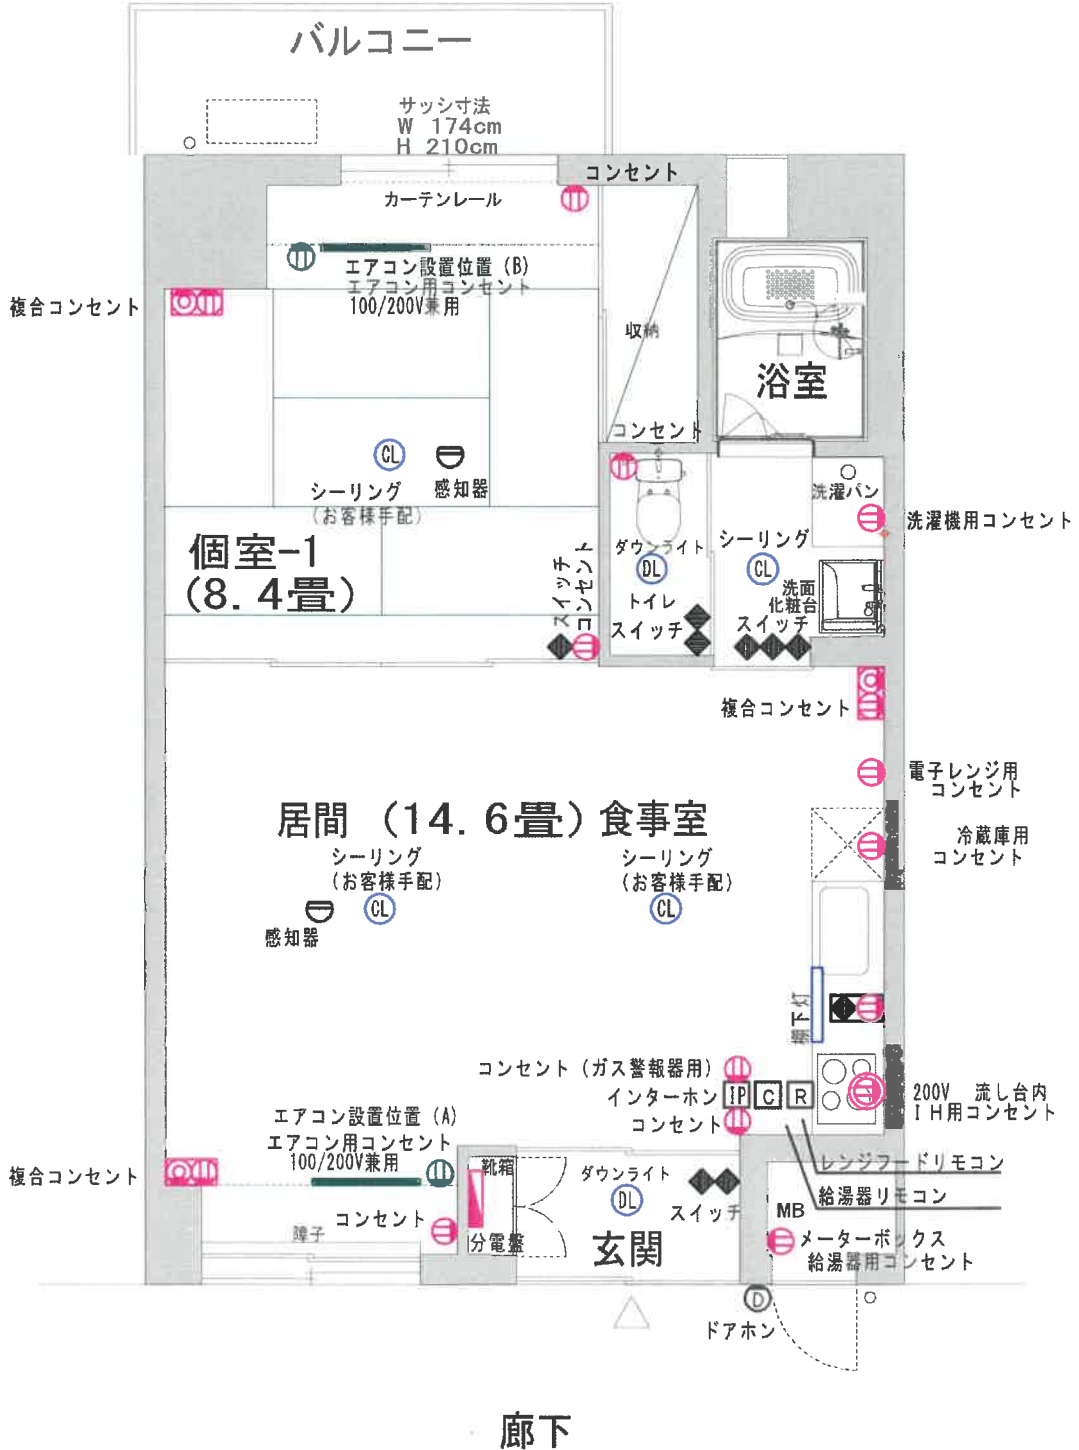 バルコニー
サッシ寸法
W 174cm
H 210cm
コンセント
カーテンレール
エアコン設置位置 (B)
エアコン用コンセント
100/200V兼用
複合コンセント
収納
浴室
コンセント
CL
シーリング
(お客様手配)
感知器
洗濯パン
洗濯機用コンセント
個室-1
(8.4畳)
スイッチ
コンセント
ダウンライト
DL
トイレ
スイッチ
シーリング
CL
洗面
化粧台
スイッチ
複合コンセント
電子レンジ用
コンセント
冷蔵庫用
コンセント
居間 (14.6畳) 食事室
シーリング
(お客様手配)
CL
感知器
シーリング
(お客様手配)
CL
棚下灯
コンセント (ガス警報器用)
インターホン IP C R
コンセント
200V 流し台内
IH用コンセント
エアコン設置位置 (A)
エアコン用コンセント
100/200V兼用
複合コンセント
コンセント
障子
靴箱
分電盤
ダウンライト
DL
スイッチ
玄関
レンジフードリモコン
給湯器リモコン
MB
メーターボックス
給湯器用コンセント
D
ドアホン
廊下